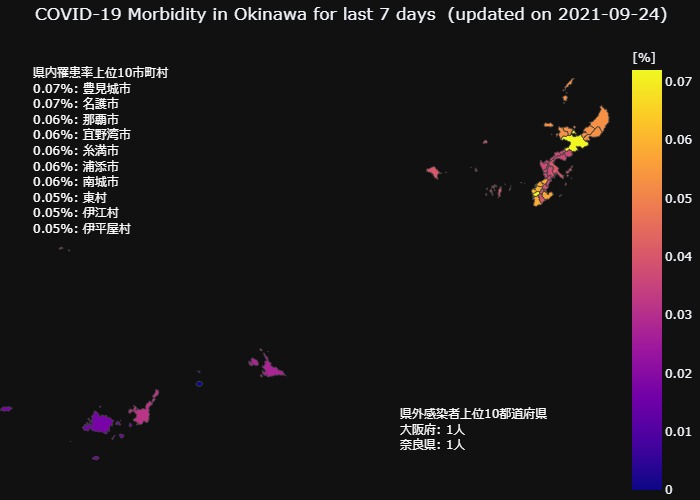 COVID-19 Morbidity in Okinawa for last 7 days (updated on 2021-09-24)
県内罹患率上位10市町村
0.07%: 豊見城市
0.07%: 名護市
0.06%: 那覇市
0.06%: 宜野湾市
0.06%: 糸満市
0.06%: 浦添市
0.06%: 南城市
0.05%: 東村
0.05%: 伊江村
0.05%: 伊平屋村
[%]
0.07
0.06
0.05
0.04
0.03
0.02
0.01
0
県外感染者上位10都道府県
大阪府: 1人
奈良県: 1人